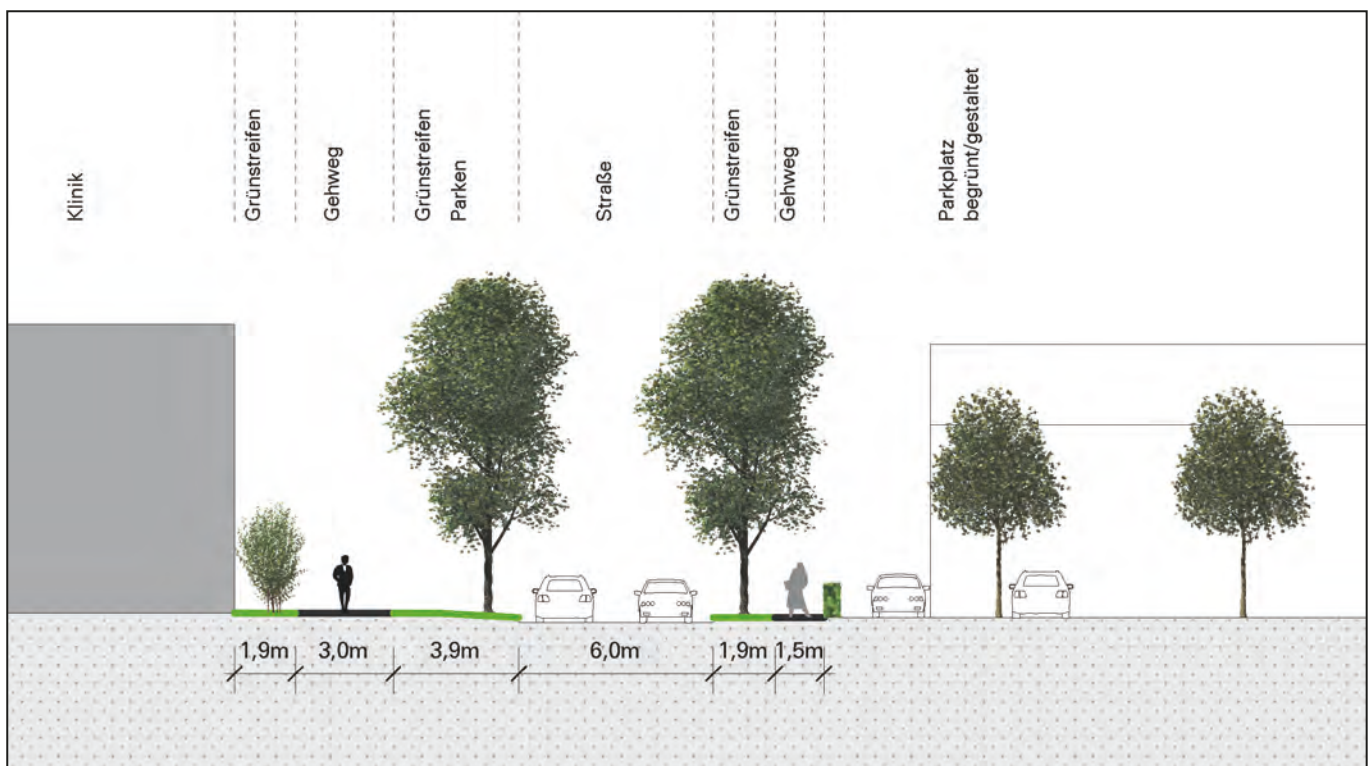 Klinik
Grünstreifen
Gehweg
Grünstreifen
Parken
Straße
Grünstreifen
Gehweg
Parkplatz
begrünt/gestaltet
1,9m
3,0m
3,9m
6,0m
1,9m
1,5m